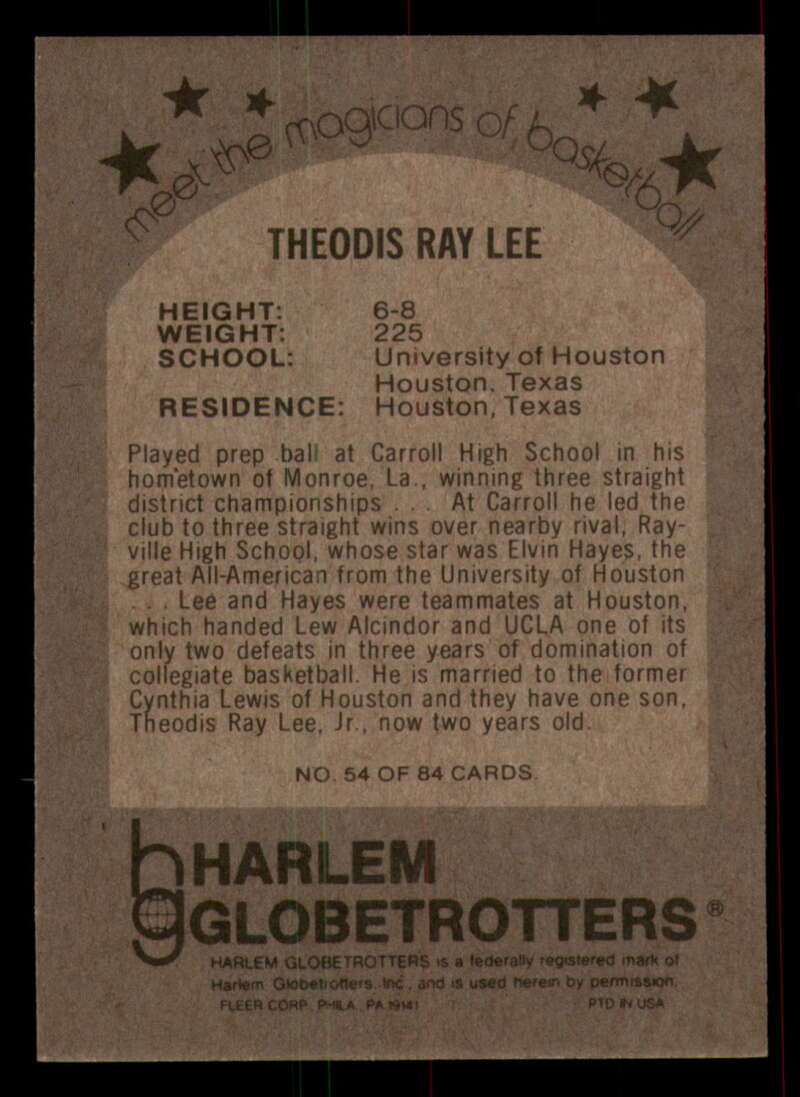 meet the magicians of basketball
THEODIS RAY LEE
HEIGHT: 6-8
WEIGHT: 225
SCHOOL: University of Houston
Houston, Texas
RESIDENCE: Houston, Texas
Played prep ball at Carroll High School in his
hometown of Monroe, La., winning three straight
district championships . . . At Carroll he led the
club to three straight wins over nearby rival, Ray-
ville High School, whose star was Elvin Hayes, the
great All-American from the University of Houston
. . . Lee and Hayes were teammates at Houston,
which handed Lew Alcindor and UCLA one of its
only two defeats in three years of domination of
collegiate basketball. He is married to the former
Cynthia Lewis of Houston and they have one son,
Theodis Ray Lee, Jr., now two years old.
NO. 54 OF 84 CARDS.
hg HARLEM
GLOBETROTTERS®
HARLEM GLOBETROTTERS is a federally registered mark of
Harlem Globetrotters, Inc., and is used herein by permission.
FLEER CORP. PHILA. PA 19141 PTD IN USA